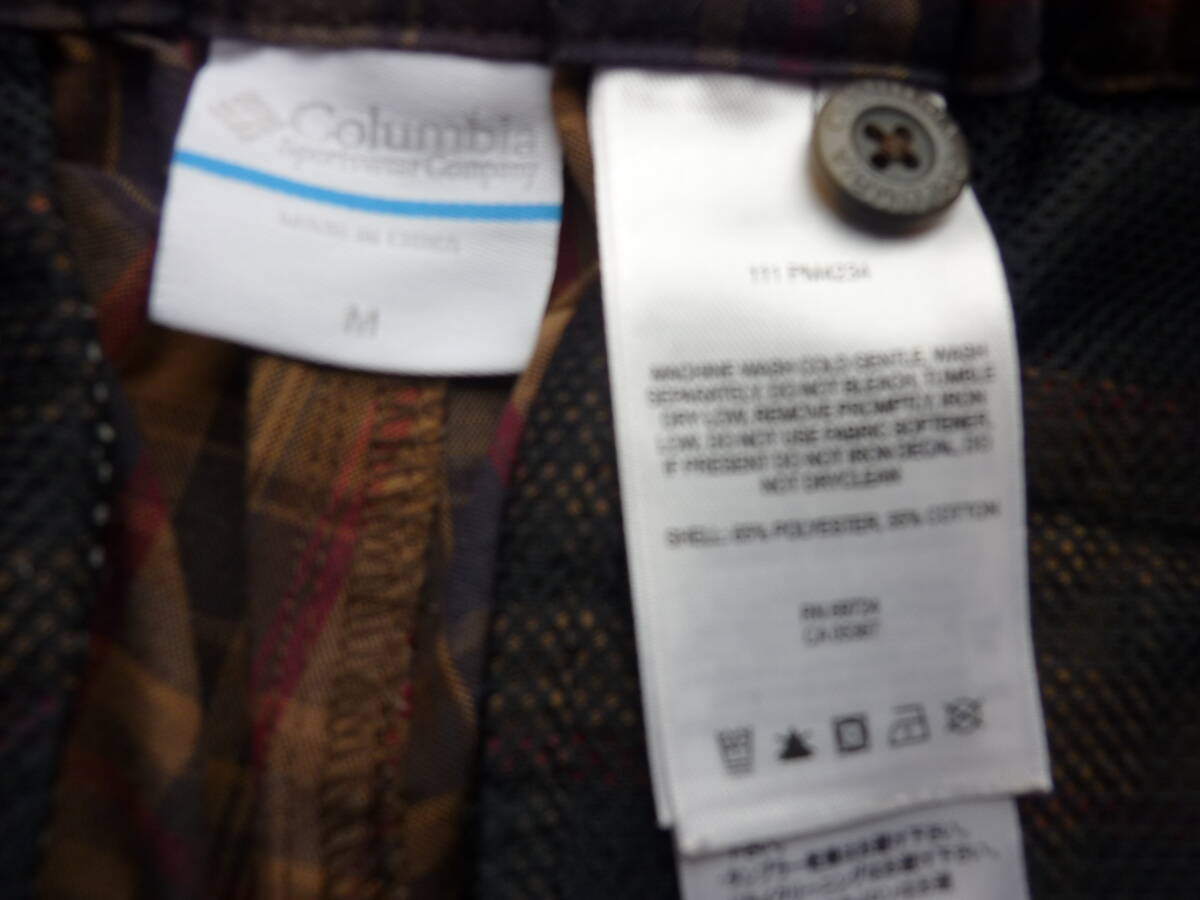 Columbia
Sportswear Company
MADE IN
M
COLUMBIA
111 PM4234
MACHINE WASH COLD GENTLE, WASH
SEPARATELY, DO NOT BLEACH, TUMBLE
DRY LOW, REMOVE PROMPTLY, IRON
LOW, DO NOT USE FABRIC SOFTENER,
IF PRESENT DO NOT IRON DECAL, DO
NOT DRYCLEAN
SHELL: 65% POLYESTER, 35% COTTON
RN 69724
CA 05367